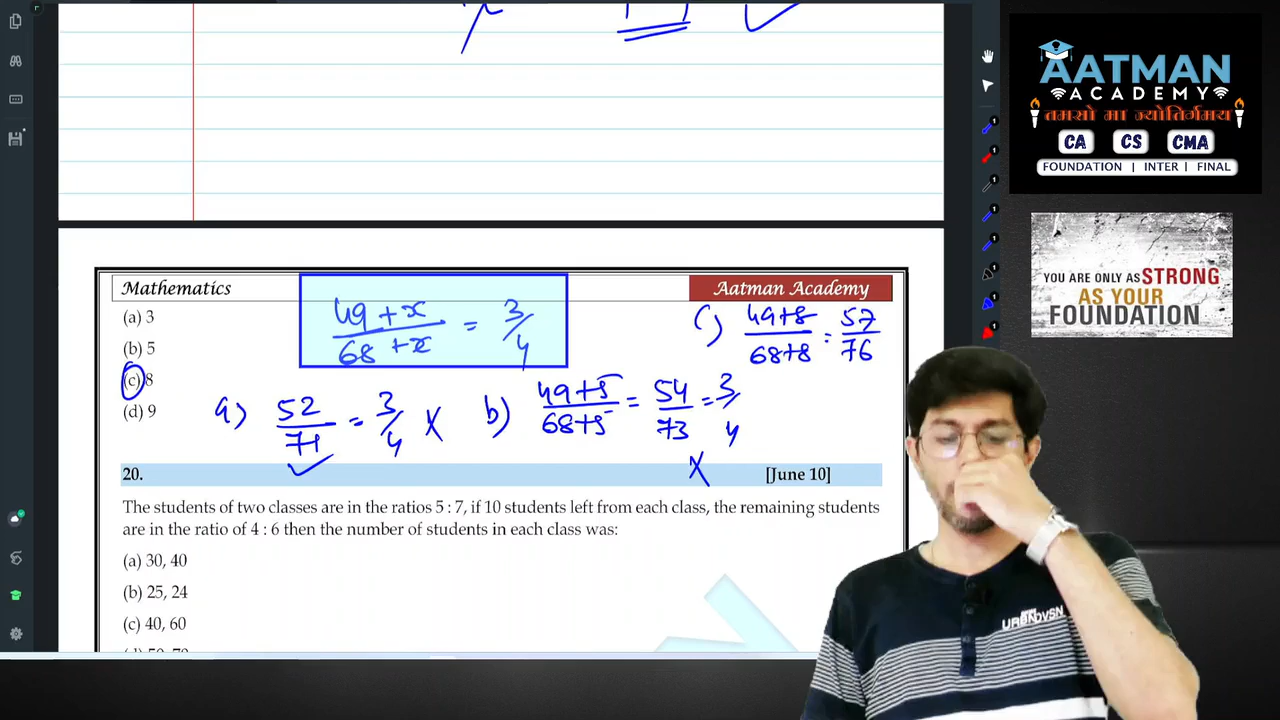 Mathematics
Aatman Academy
(a) 3
(b) 5
(c) 8
(d) 9
49 + x / 68 + x = 3/4
c) 49+8 / 68+8 = 57 / 76
a) 52 / 71 = 3/4 X
b) 49+5 / 68+5 = 54 / 73 = 3/4
X
20.
[June 10]
The students of two classes are in the ratios 5 : 7, if 10 students left from each class, the remaining students
are in the ratio of 4 : 6 then the number of students in each class was:
(a) 30, 40
(b) 25, 24
(c) 40, 60
AATMAN
ACADEMY
तमसो मा ज्योतिर्गमय
CA CS CMA
FOUNDATION | INTER | FINAL
YOU ARE ONLY AS STRONG
AS YOUR
FOUNDATION